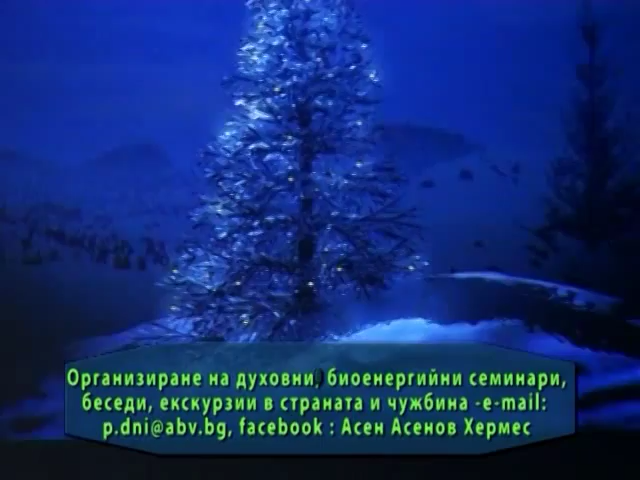 Организиране на духовни, биоенергийни семинари,
беседи, екскурзии в страната и чужбина -e-mail:
p.dni@abv.bg, facebook : Асен Асенов Хермес